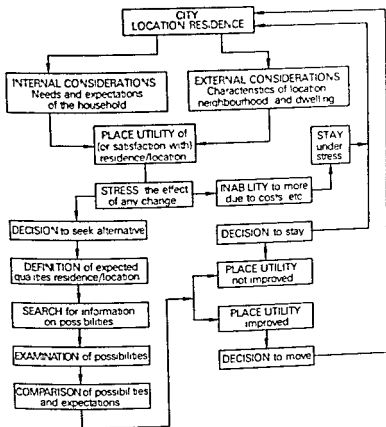 CITY
LOCATION RESIDENCE
INTERNAL CONSIDERATIONS
Needs and expectations
of the household
EXTERNAL CONSIDERATIONS
Characteristics of location
neighbourhood and dwelling
PLACE UTILITY of
(or satisfaction with)
residence/location
STAY
under
stress
STRESS the effect
of any change
INABILITY to more
due to costs etc
DECISION to seek alternative
DECISION to stay
DEFINITION of expected
qualites residence/location
PLACE UTILITY
not improved
SEARCH for information
on possibilities
PLACE UTILITY
improved
EXAMINATION of possibilities
DECISION to move
COMPARISON of possibilities
and expectations